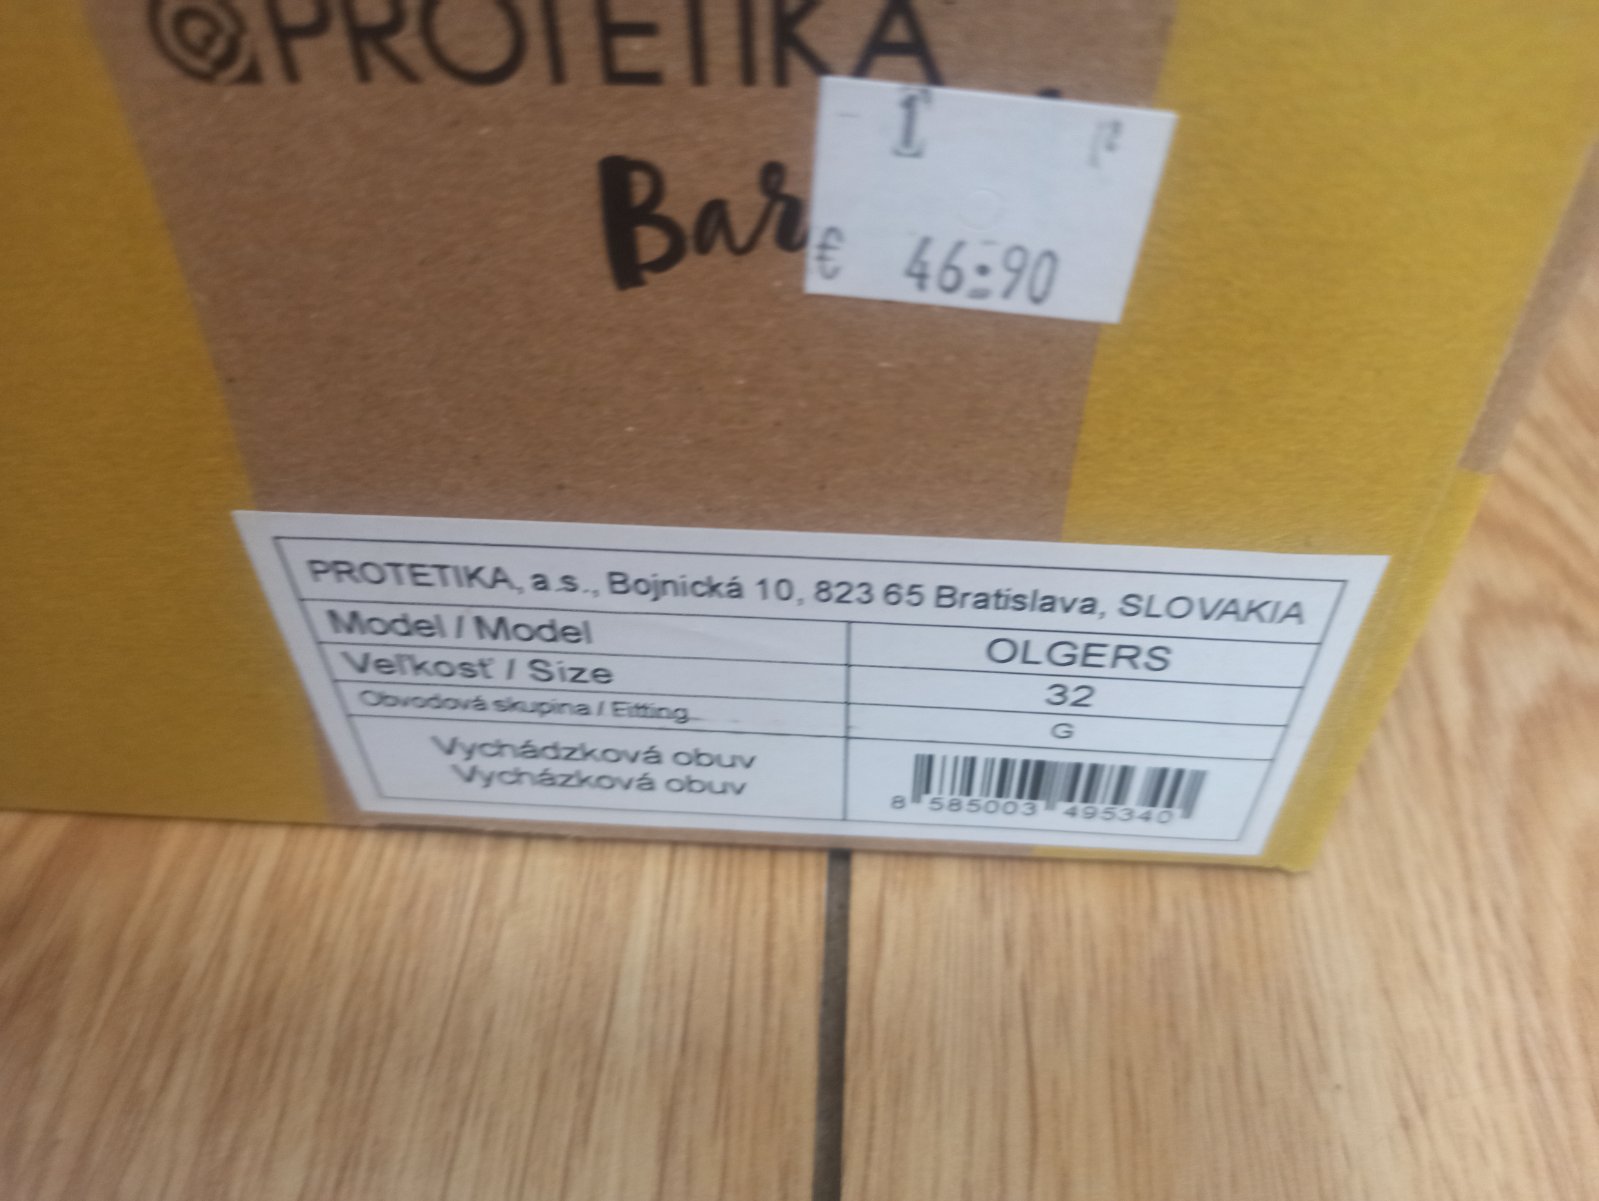 PROTETIKA
Bar
€ 46.90
PROTETIKA, a.s., Bojnická 10, 823 65 Bratislava, SLOVAKIA
Model / Model OLGERS
Veľkosť / Size 32
Obvodová skupina / Fitting G
Vychádzková obuv
Vycházková obuv
8 585003 495340